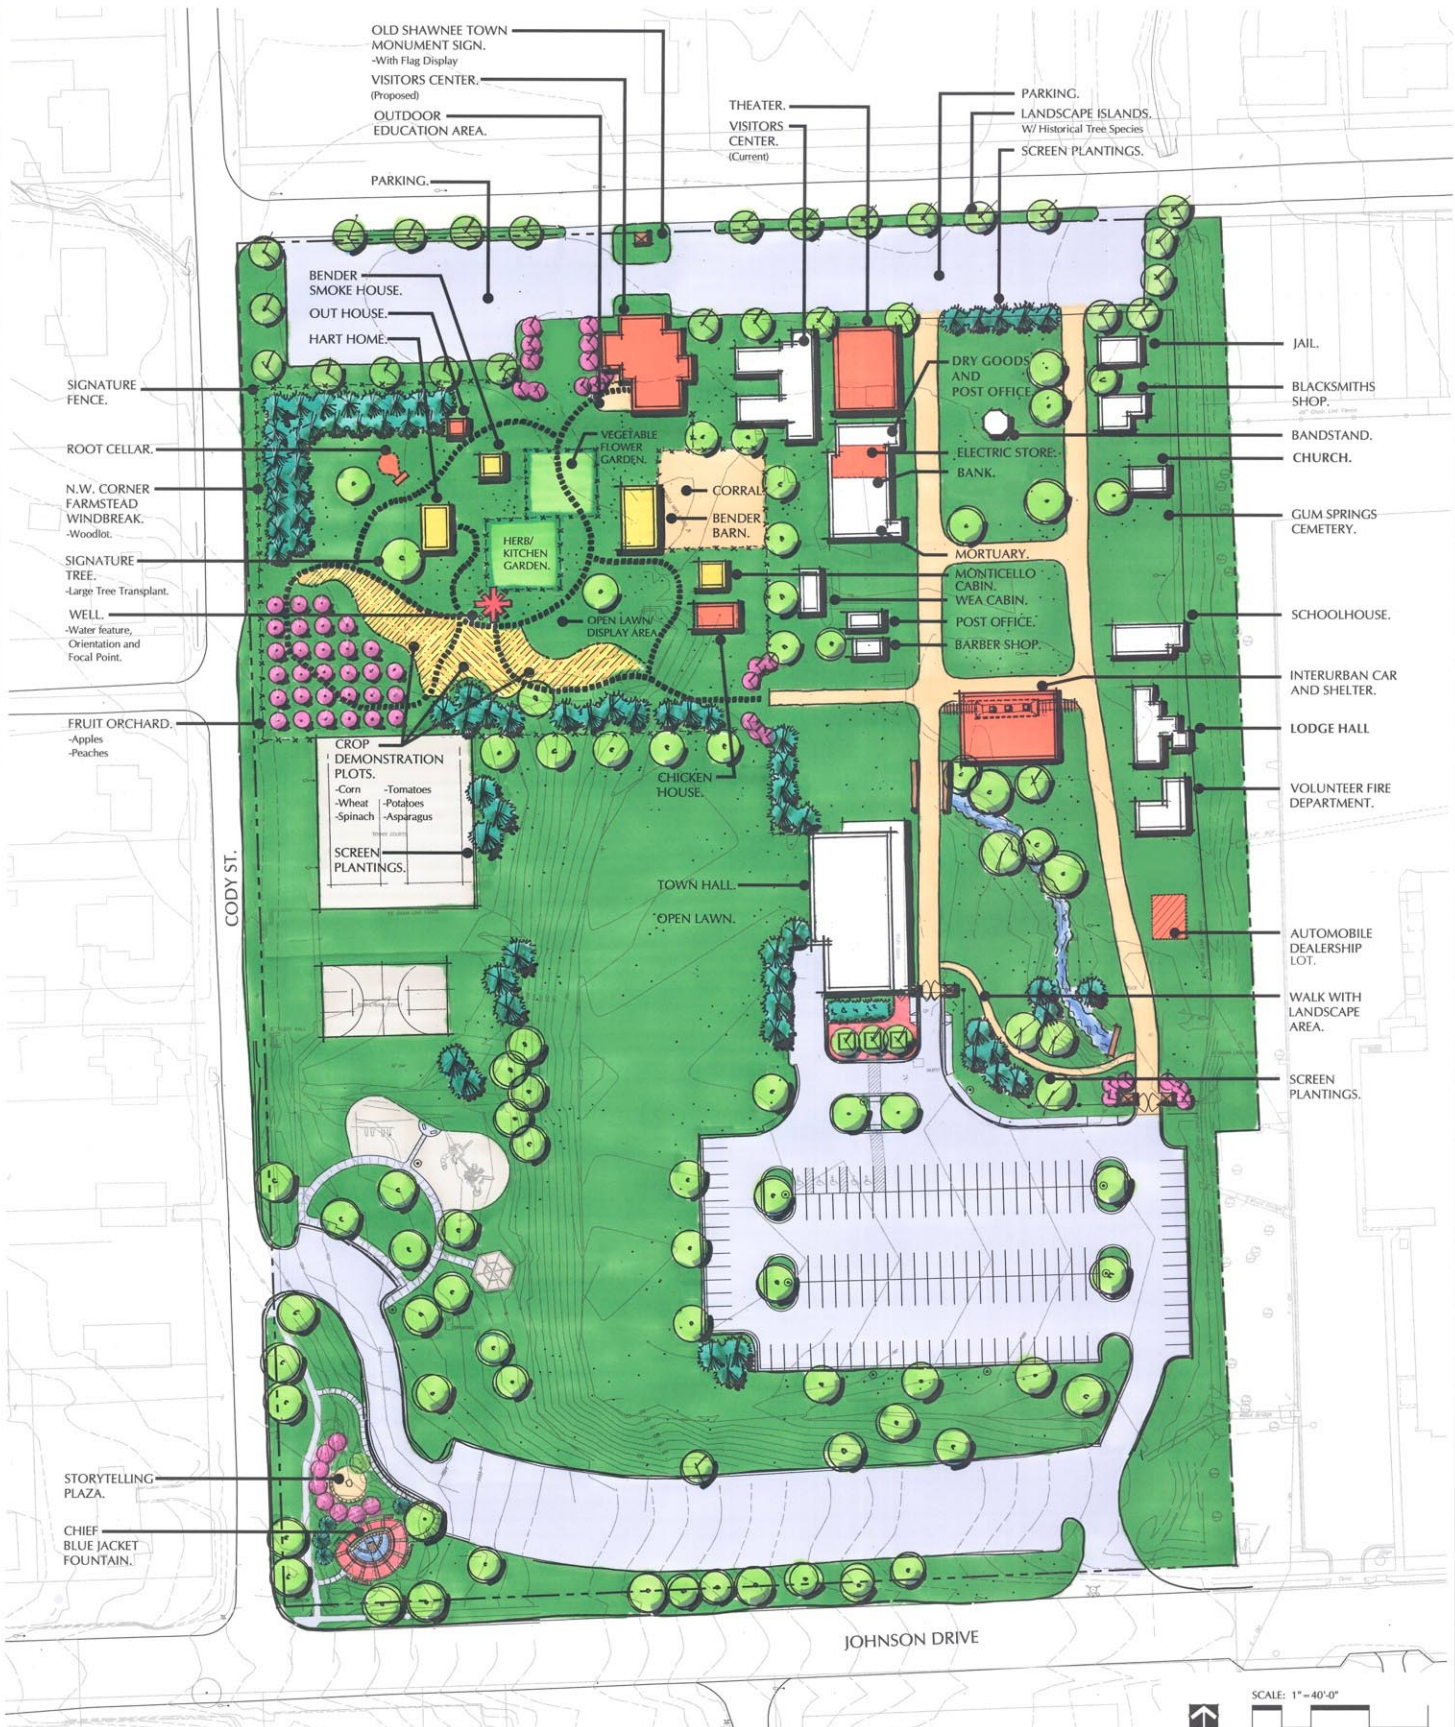 OLD SHAWNEE TOWN
MONUMENT SIGN.
-With Flag Display
VISITORS CENTER.
(Proposed)
OUTDOOR
EDUCATION AREA.
PARKING.
THEATER.
VISITORS
CENTER.
(Current)
PARKING.
LANDSCAPE ISLANDS.
W/ Historical Tree Species
SCREEN PLANTINGS.
BENDER
SMOKE HOUSE.
OUT HOUSE.
HART HOME.
SIGNATURE
FENCE.
ROOT CELLAR.
N.W. CORNER
FARMSTEAD
WINDBREAK.
-Woodlot.
SIGNATURE
TREE.
-Large Tree Transplant.
WELL.
-Water feature,
Orientation and
Focal Point.
FRUIT ORCHARD.
-Apples
-Peaches
VEGETABLE
FLOWER
GARDEN.
HERB/
KITCHEN
GARDEN.
OPEN LAWN/
DISPLAY AREA
CORRAL
BENDER
BARN.
DRY GOODS
AND
POST OFFICE.
ELECTRIC STORE.
BANK.
MORTUARY.
MONTICELLO
CABIN.
WEA CABIN.
POST OFFICE.
BARBER SHOP.
JAIL.
BLACKSMITHS
SHOP.
BANDSTAND.
CHURCH.
GUM SPRINGS
CEMETERY.
SCHOOLHOUSE.
INTERURBAN CAR
AND SHELTER.
LODGE HALL
VOLUNTEER FIRE
DEPARTMENT.
AUTOMOBILE
DEALERSHIP
LOT.
WALK WITH
LANDSCAPE
AREA.
SCREEN
PLANTINGS.
CROP
DEMONSTRATION
PLOTS.
-Corn -Tomatoes
-Wheat -Potatoes
-Spinach -Asparagus
TENNIS COURTS
SCREEN
PLANTINGS.
CHICKEN
HOUSE.
TOWN HALL.
OPEN LAWN.
CODY ST.
STORYTELLING
PLAZA.
CHIEF
BLUE JACKET
FOUNTAIN.
JOHNSON DRIVE
SCALE: 1"=40'-0"